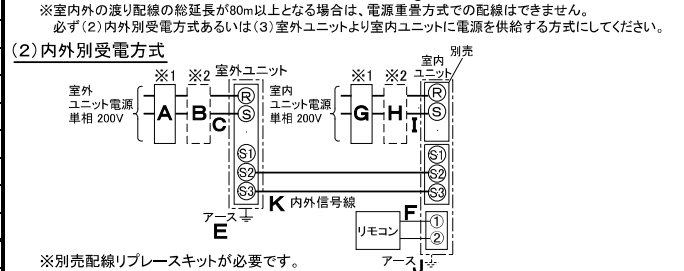 ※室内外の渡り配線の総延長が80m以上となる場合は、電源重畳方式での配線はできません。
必ず(2)内外別受電方式あるいは(3)室外ユニットより室内ユニットに電源を供給する方式にしてください。
(2)内外別受電方式
別売
※1 ※2 室外ユニット ※1 ※2 室内ユニット
室外
ユニット電源
単相 200V
A
B
C
R
S
室内
ユニット電源
単相 200V
G
H
I
R
S
S1
S2
S3
S1
S2
S3
K 内外信号線
アース
E
リモコン
F
①
②
アース
J
※別売配線リプレースキットが必要です。